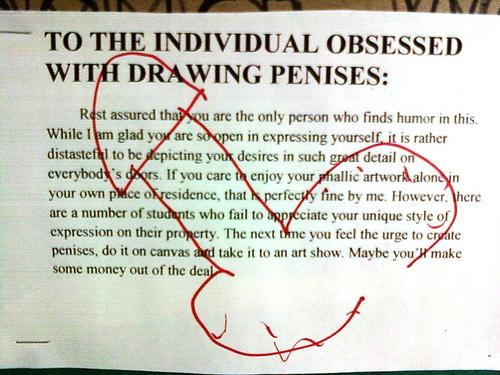 TO THE INDIVIDUAL OBSESSED
WITH DRAWING PENISES:
Rest assured that you are the only person who finds humor in this.
While I am glad you are so open in expressing yourself, it is rather
distasteful to be depicting your desires in such great detail on
everybody's doors. If you care to enjoy your phallic artwork alone in
your own place of residence, that is perfectly fine by me. However, there
are a number of students who fail to appreciate your unique style of
expression on their property. The next time you feel the urge to create
penises, do it on canvas and take it to an art show. Maybe you'll make
some money out of the deal.